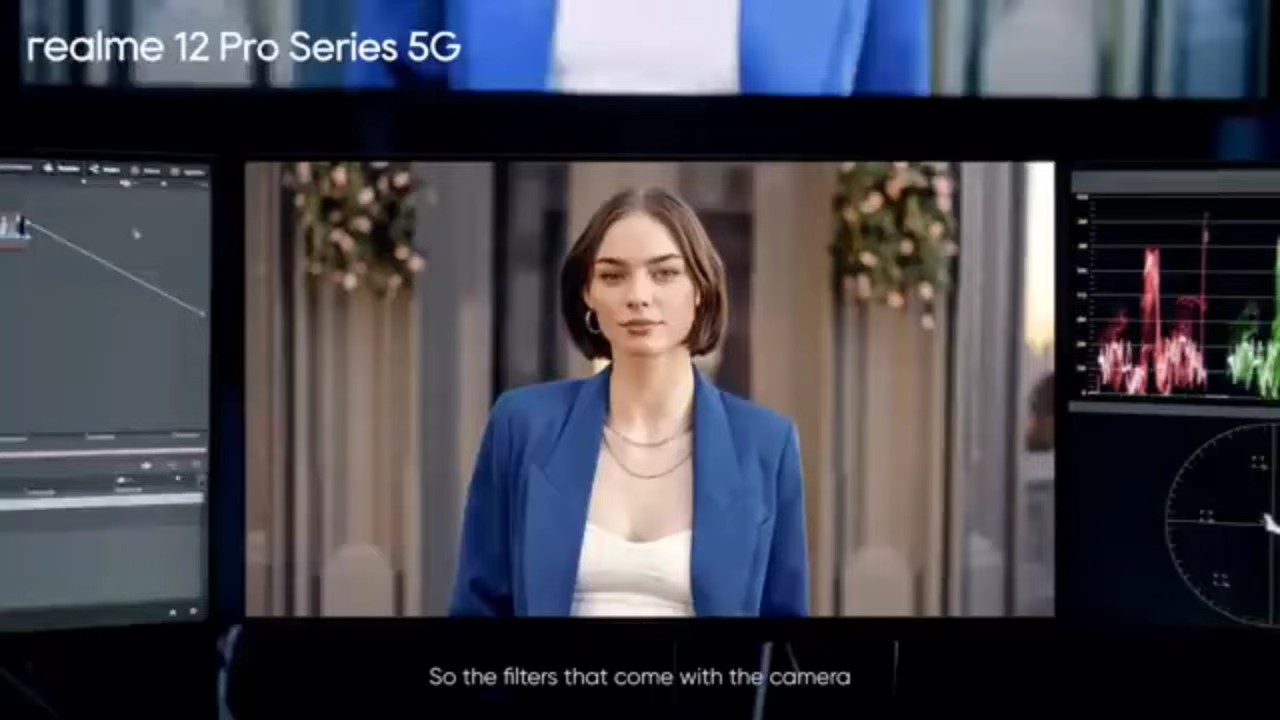 realme 12 Pro Series 5G
So the filters that come with the camera